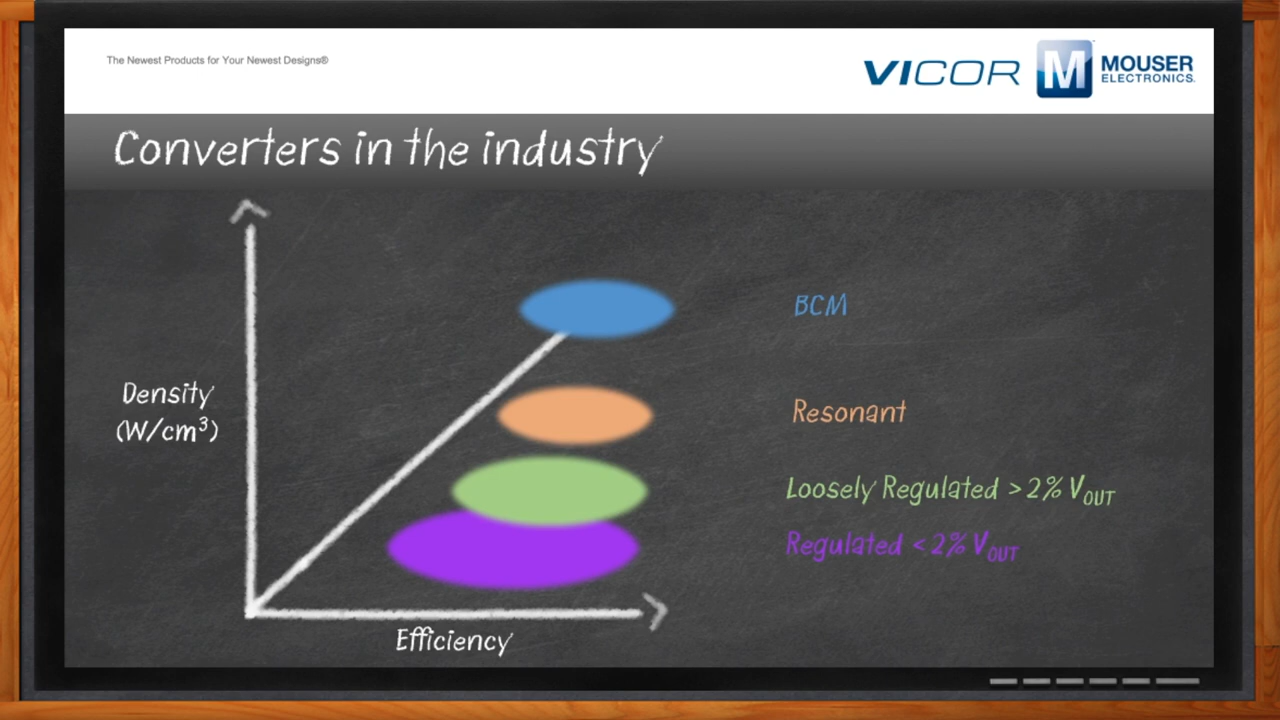 The Newest Products for Your Newest Designs®
VICOR
M
MOUSER
ELECTRONICS
Converters in the industry
BCM
Density
(W/cm³)
Resonant
Loosely Regulated >2% VOUT
Regulated <2% VOUT
Efficiency